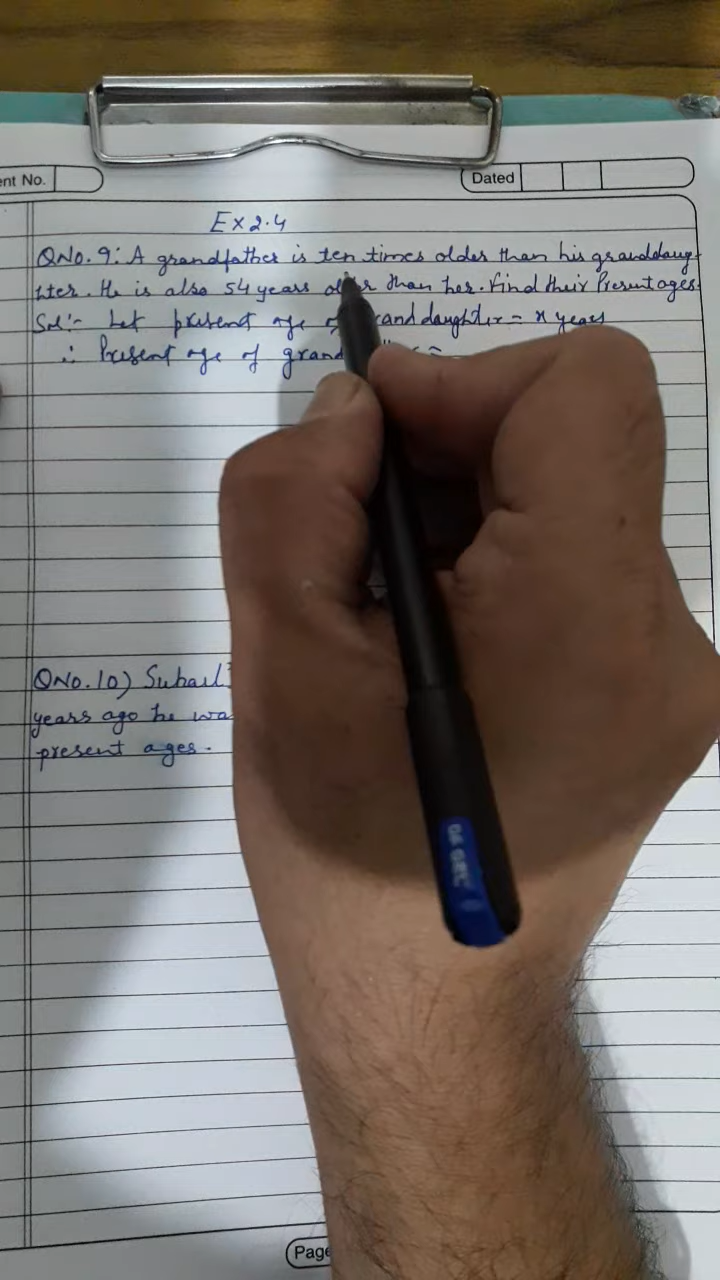 ent No.
Dated
Ex 2.4
QNo. 9: A grandfather is ten times older than his granddaug-
hter. He is also 54 years older than her. Find their Present ages.
Sol:- Let present age of granddaughter = x years
∴ Present age of grand =
QNo. 10) Suhail
years ago he wa
present ages.
Page